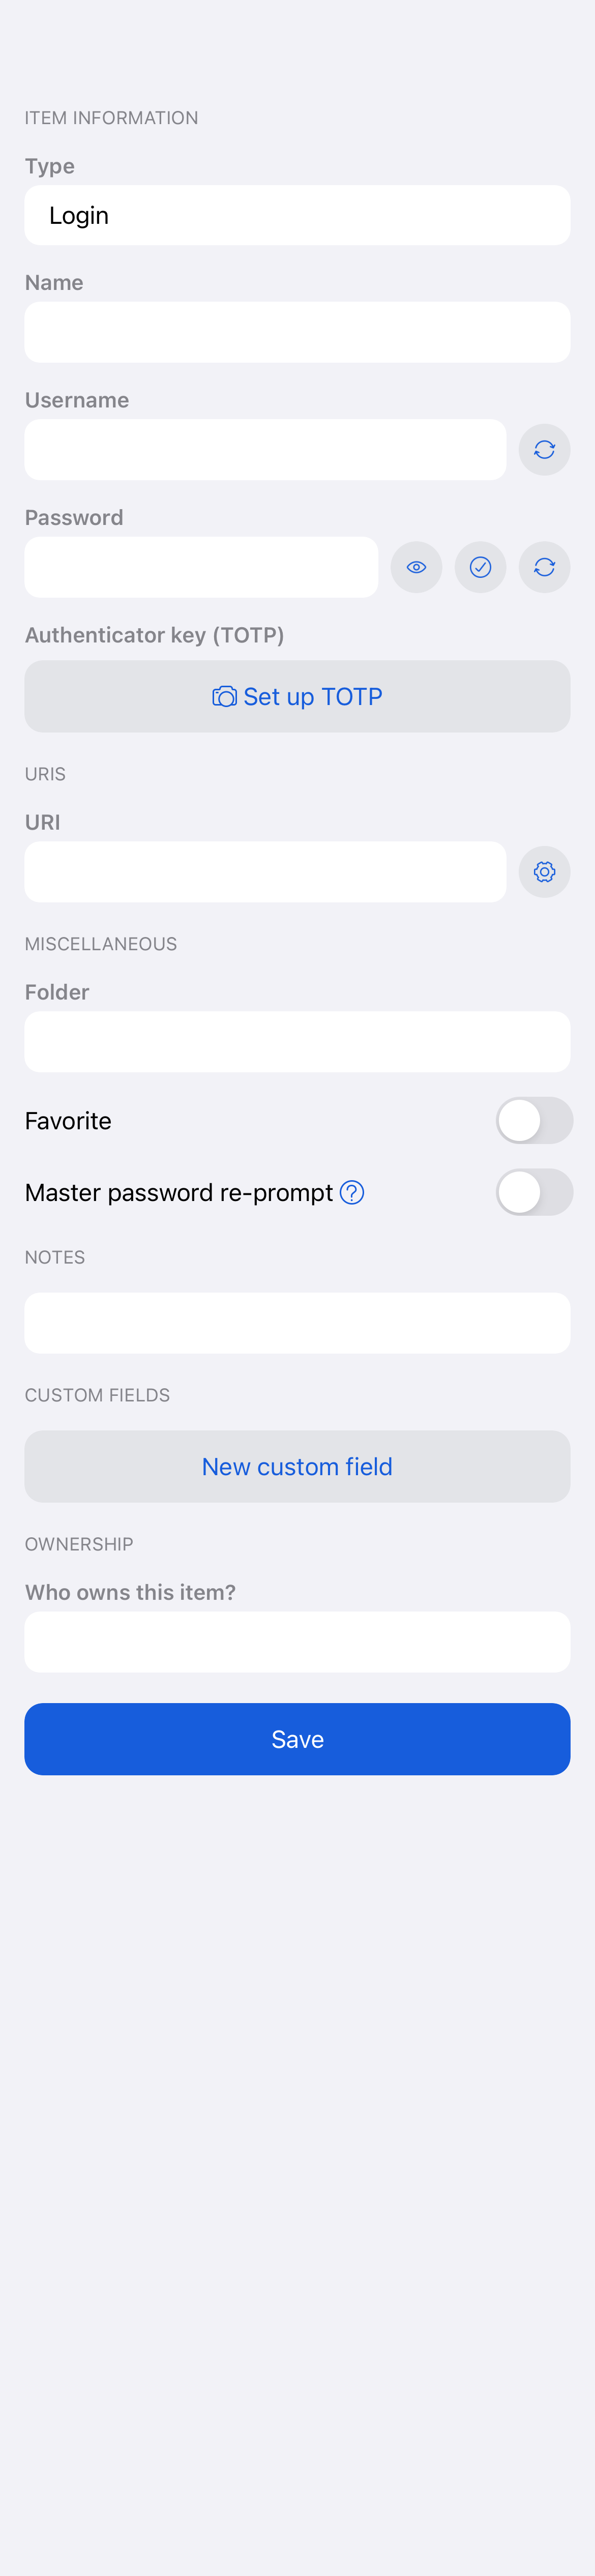 ITEM INFORMATION
Type
Login
Name
Username
Password
Authenticator key (TOTP)
Set up TOTP
URIS
URI
MISCELLANEOUS
Folder
Favorite
Master password re-prompt
NOTES
CUSTOM FIELDS
New custom field
OWNERSHIP
Who owns this item?
Save